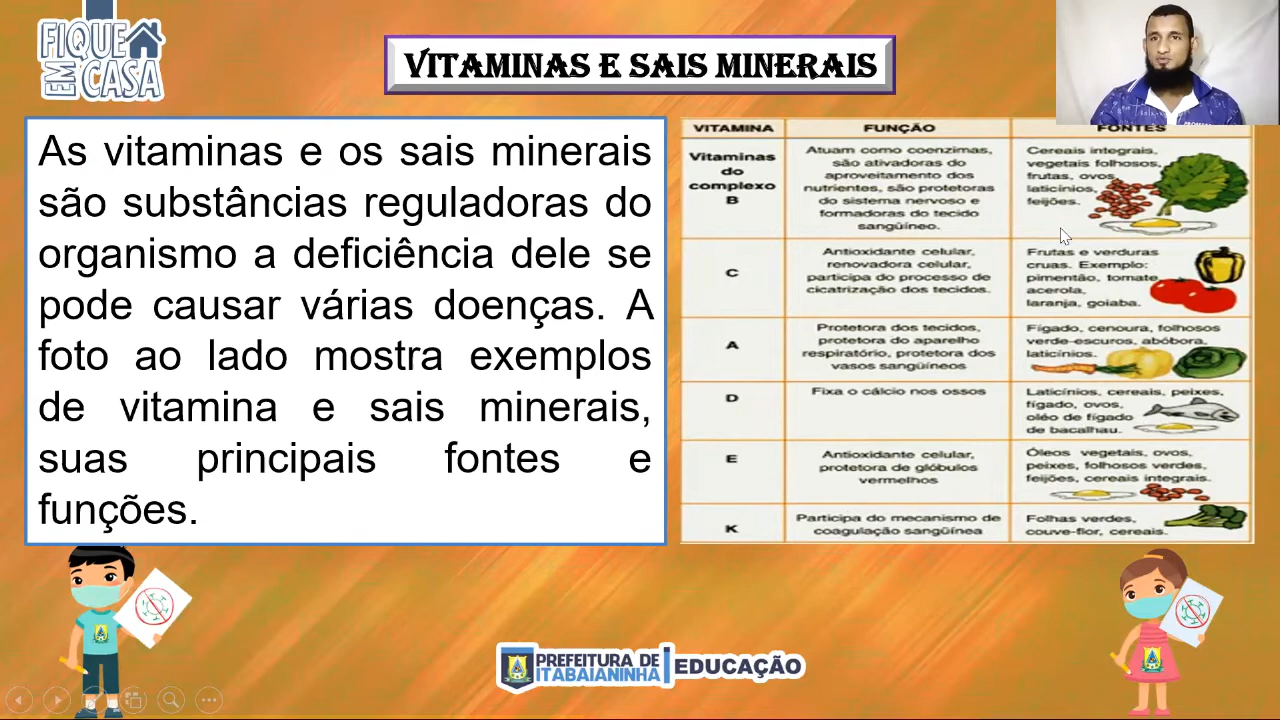 FIQUE
EM
CASA
VITAMINAS E SAIS MINERAIS
As vitaminas e os sais minerais
são substâncias reguladoras do
organismo a deficiência dele se
pode causar várias doenças. A
foto ao lado mostra exemplos
de vitamina e sais minerais,
suas principais fontes e
funções.
VITAMINA FUNÇÃO FONTES
Vitaminas
do
complexo
B
Atuam como coenzimas,
são ativadoras do
aproveitamento dos
nutrientes, são protetoras
do sistema nervoso e
formadoras do tecido
sangüíneo.
Cereais integrais,
vegetais folhosos,
frutas, ovos,
laticínios,
feijões.
C
Antioxidante celular,
renovadora celular,
participa do processo de
cicatrização dos tecidos.
Frutas e verduras
cruas. Exemplo:
pimentão, tomate
acerola,
laranja, goiaba.
A
Protetora dos tecidos,
protetora do aparelho
respiratório, protetora dos
vasos sangüíneos
Fígado, cenoura, folhosos
verde-escuros, abóbora,
laticínios.
D
Fixa o cálcio nos ossos
Laticínios, cereais, peixes,
fígado, ovos,
oléo de fígado
de bacalhau.
E
Antioxidante celular,
protetora de glóbulos
vermelhos
Óleos vegetais, ovos,
peixes, folhosos verdes,
feijões, cereais integrais.
K
Participa do mecanismo de
coagulação sangüínea
Folhas verdes,
couve-flor, cereais.
PREFEITURA DE
ITABAIANINHA
EDUCAÇÃO